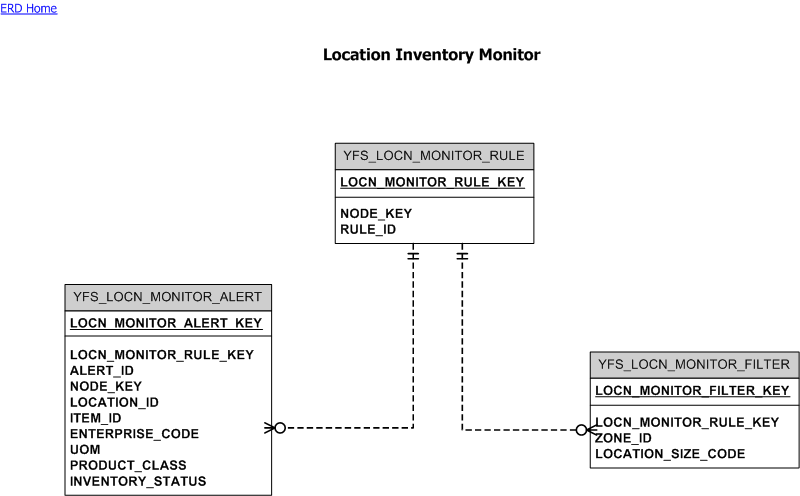 ERD Home
Location Inventory Monitor
YFS_LOCN_MONITOR_RULE
LOCN_MONITOR_RULE_KEY
NODE_KEY
RULE_ID
YFS_LOCN_MONITOR_ALERT
LOCN_MONITOR_ALERT_KEY
LOCN_MONITOR_RULE_KEY
ALERT_ID
NODE_KEY
LOCATION_ID
ITEM_ID
ENTERPRISE_CODE
UOM
PRODUCT_CLASS
INVENTORY_STATUS
YFS_LOCN_MONITOR_FILTER
LOCN_MONITOR_FILTER_KEY
LOCN_MONITOR_RULE_KEY
ZONE_ID
LOCATION_SIZE_CODE